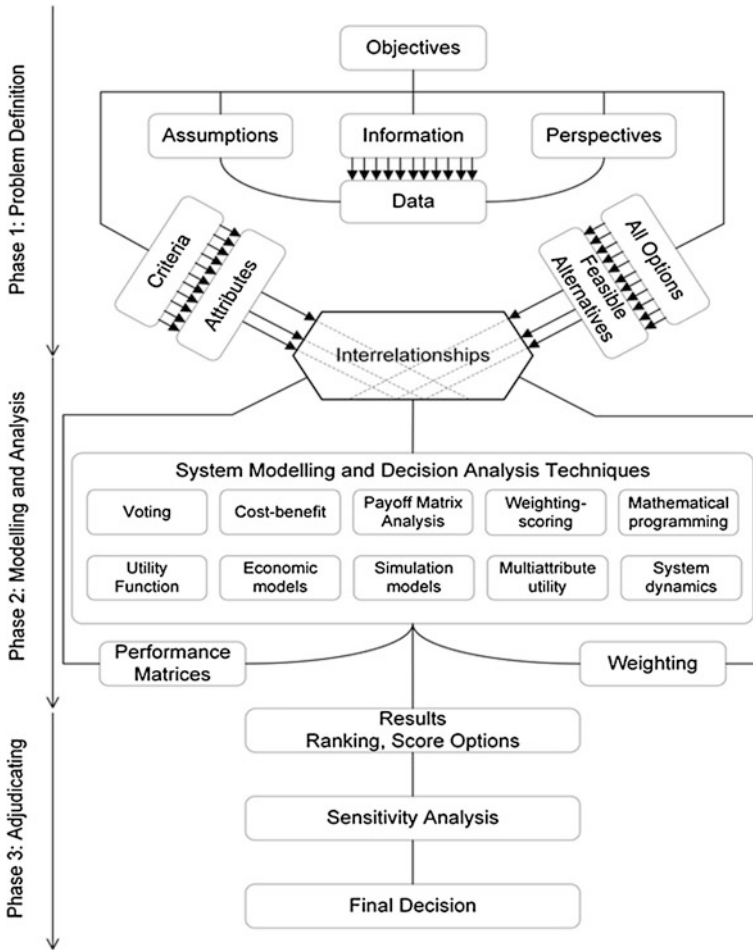 Phase 1: Problem Definition
Objectives
Assumptions
Information
Perspectives
Data
Criteria
Attributes
All Options
Feasible
Alternatives
Interrelationships
Phase 2: Modelling and Analysis
System Modelling and Decision Analysis Techniques
Voting
Cost-benefit
Payoff Matrix
Analysis
Weighting-
scoring
Mathematical
programming
Utility
Function
Economic
models
Simulation
models
Multiattribute
utility
System
dynamics
Performance
Matrices
Weighting
Phase 3: Adjudicating
Results
Ranking, Score Options
Sensitivity Analysis
Final Decision